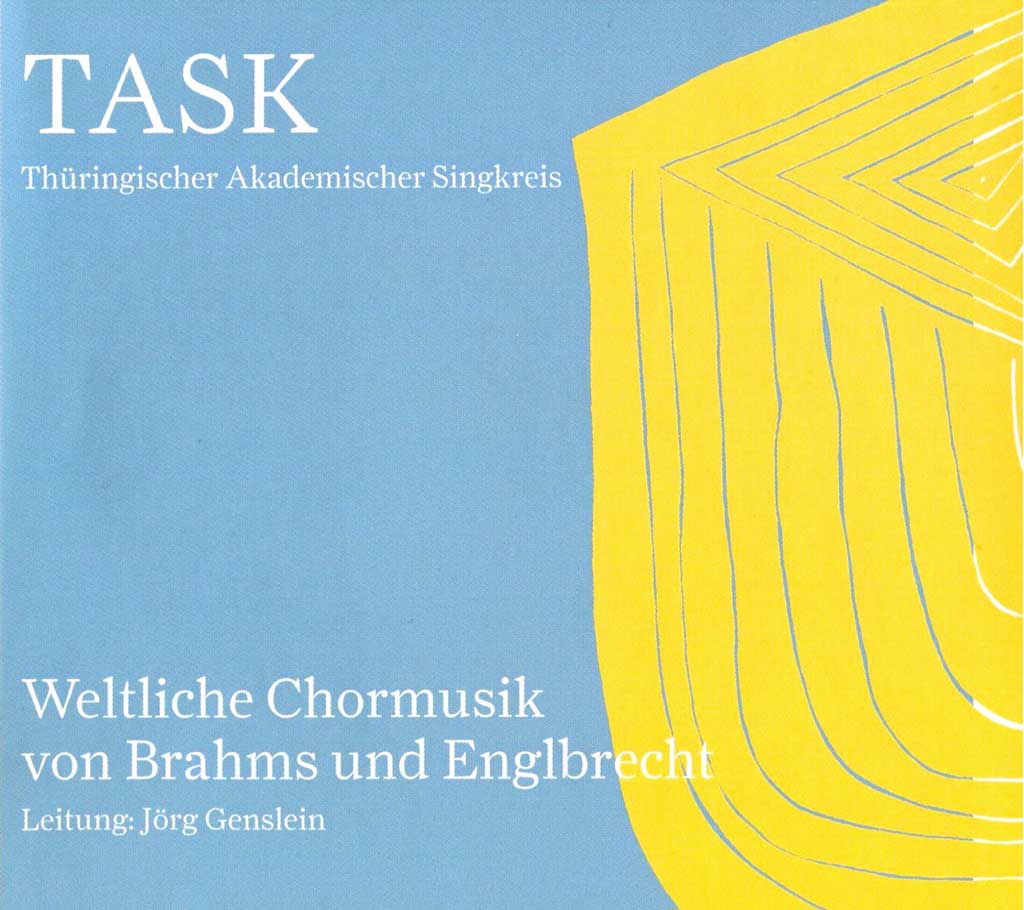 TASK
Thüringischer Akademischer Singkreis
Weltliche Chormusik
von Brahms und Englbrecht
Leitung: Jörg Genslein